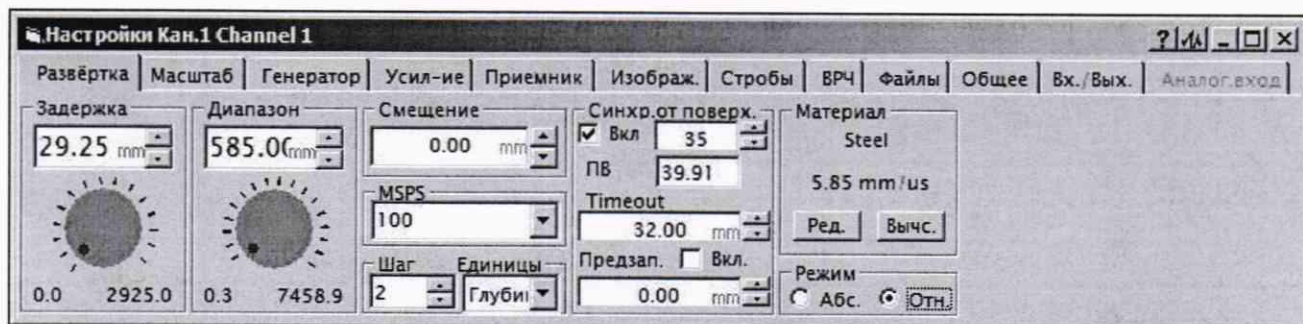 Настройки Кан.1 Channel 1
Развёртка Масштаб Генератор Усил-ие Приемник Изображ. Стробы ВРЧ Файлы Общее Вх./Вых. Аналог.вход
Задержка
29.25 mm
0.0 2925.0
Диапазон
585.00 mm
0.3 7458.9
Смещение
0.00 mm
MSPS
100
Шаг Единицы
2 Глуби
Синхр.от поверх.
Вкл 35
ПВ 39.91
Timeout
32.00 mm
Предзап. Вкл.
0.00 mm
Материал
Steel
5.85 mm/us
Ред. Вычс.
Режим
Абс. Отн.